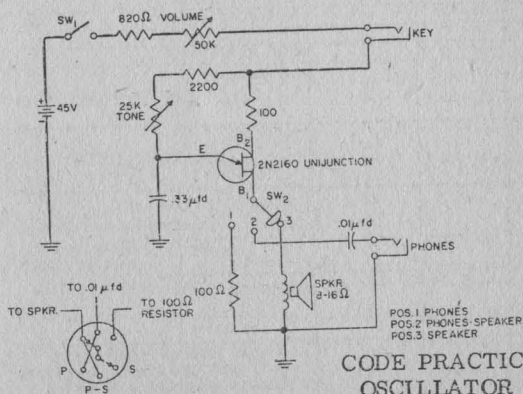 SW1
820Ω VOLUME
50K
KEY
2200
25K
TONE
100
45V
B2
E
2N2160 UNIJUNCTION
B1
SW2
.33µfd
1
2
3
.01µfd
PHONES
100Ω
SPKR
8-16Ω
TO .01µfd
TO SPKR.
TO 100Ω
RESISTOR
P
S
P-S
POS.1 PHONES
POS.2 PHONES-SPEAKER
POS.3 SPEAKER
CODE PRACTIC
OSCILLATOR